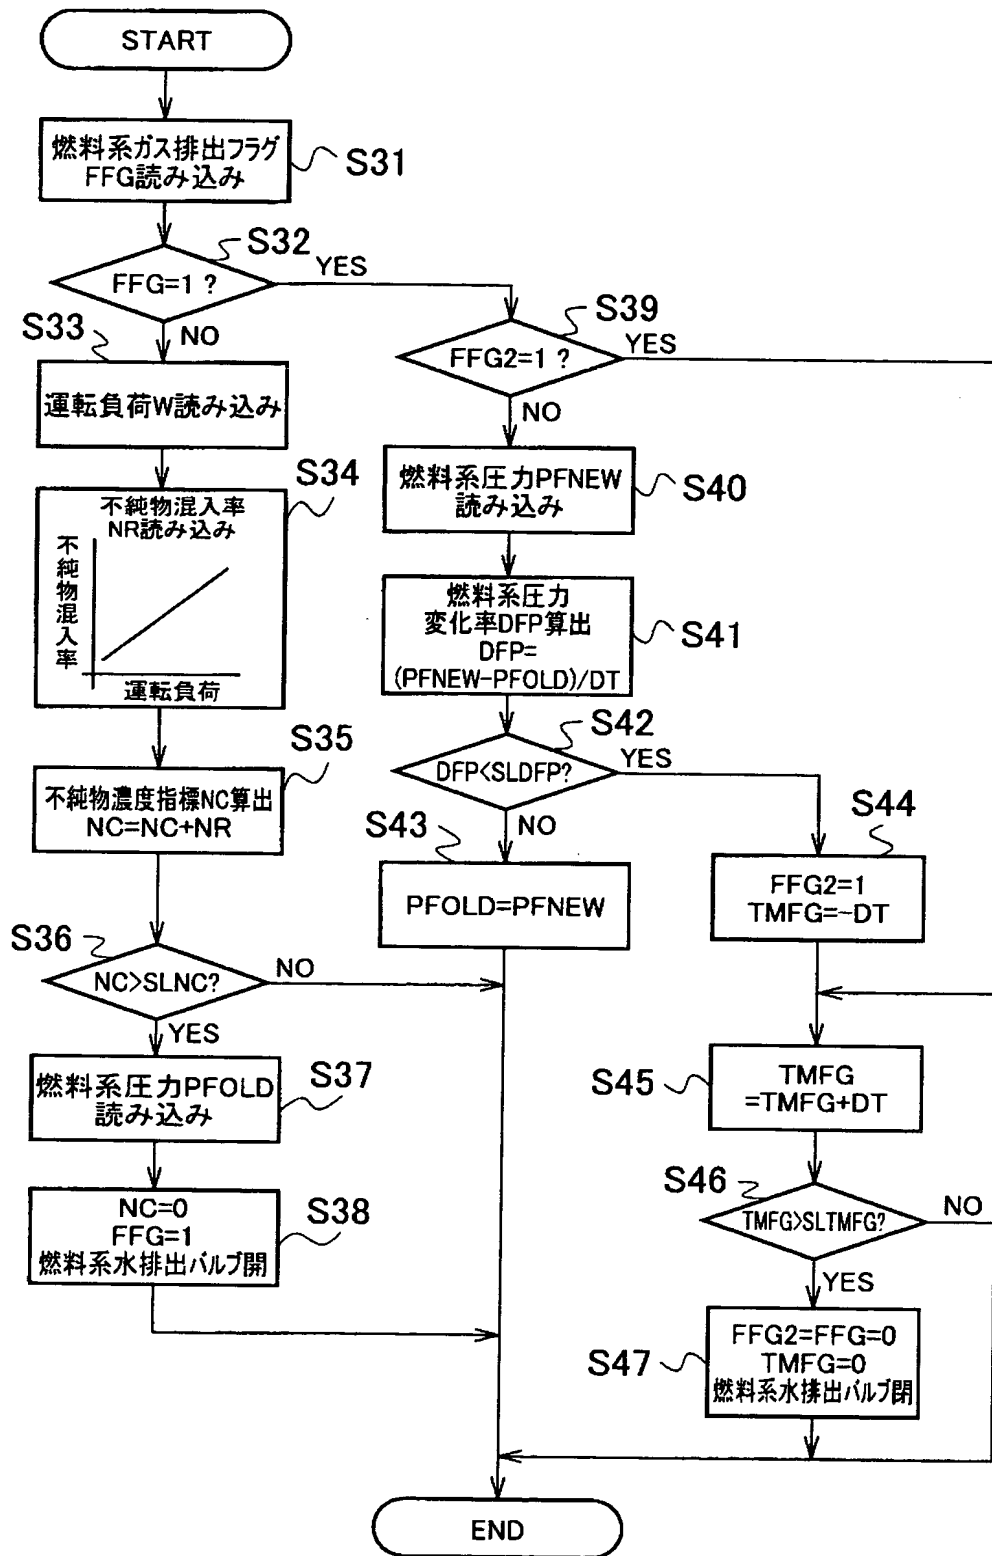 START
燃料系ガス排出フラグ
FFG読み込み
S31
S32
FFG=1 ?
YES
NO
S33
運転負荷W読み込み
S34
不純物混入率
NR読み込み
不純物混入率
運転負荷
S35
不純物濃度指標NC算出
NC=NC+NR
S36
NC>SLNC?
NO
YES
燃料系圧力PFOLD
読み込み
S37
NC=0
FFG=1
燃料系水排出バルブ開
S38
S39
FFG2=1 ?
YES
NO
燃料系圧力PFNEW
読み込み
S40
燃料系圧力
変化率DFP算出
DFP=
(PFNEW-PFOLD)/DT
S41
S42
DFP<SLDFP?
YES
NO
S43
PFOLD=PFNEW
S44
FFG2=1
TMFG=-DT
S45
TMFG
=TMFG+DT
S46
TMFG>SLTMFG?
NO
YES
S47
FFG2=FFG=0
TMFG=0
燃料系水排出バルブ閉
END